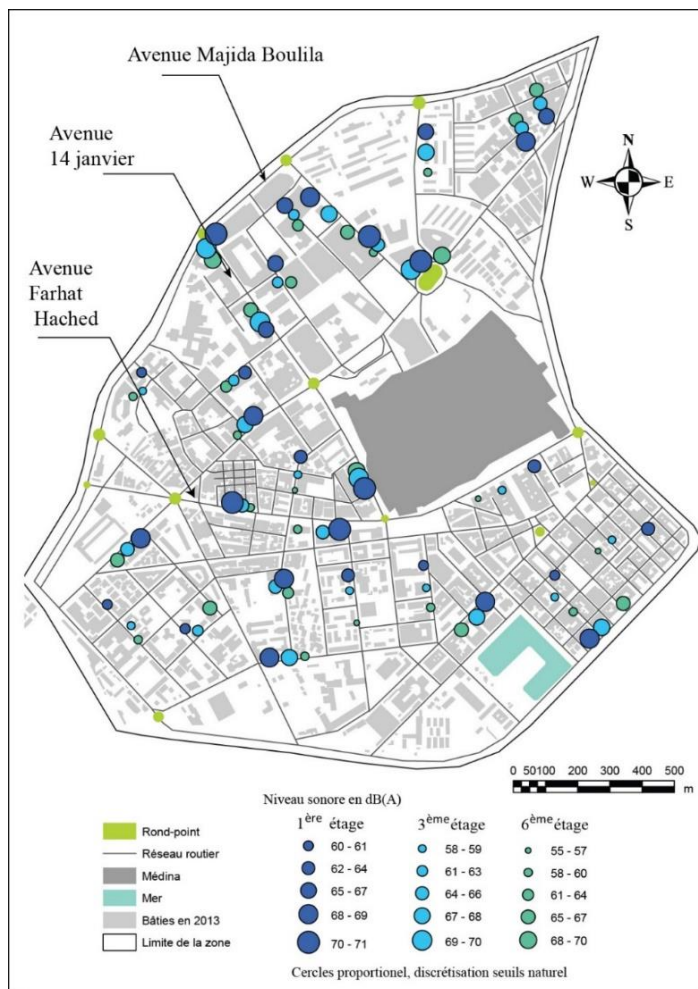 Avenue Majida Boulila
Avenue
14 janvier
Avenue
Farhat
Hached
N
W E
S
0 50100 200 300 400 500
m
Niveau sonore en dB(A)
1ère étage 3ème étage 6ème étage
Rond-point 60 - 61 58 - 59 55 - 57
Réseau routier 62 - 64 61 - 63 58 - 60
Médina 65 - 67 64 - 66 61 - 64
Mer 68 - 69 67 - 68 65 - 67
Bâties en 2013 70 - 71 69 - 70 68 - 70
Limite de la zone
Cercles proportionel, discrétisation seuils naturel